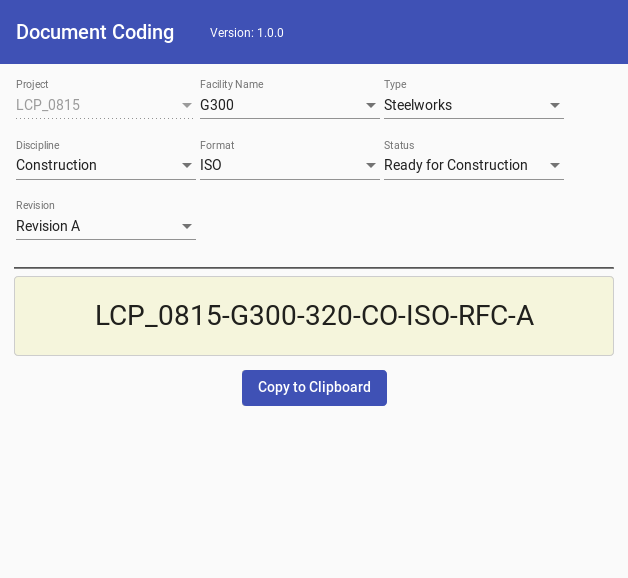 Document Coding Version: 1.0.0
Project Facility Name Type
LCP_0815 G300 Steelworks
Discipline Format Status
Construction ISO Ready for Construction
Revision
Revision A
LCP_0815-G300-320-CO-ISO-RFC-A
Copy to Clipboard